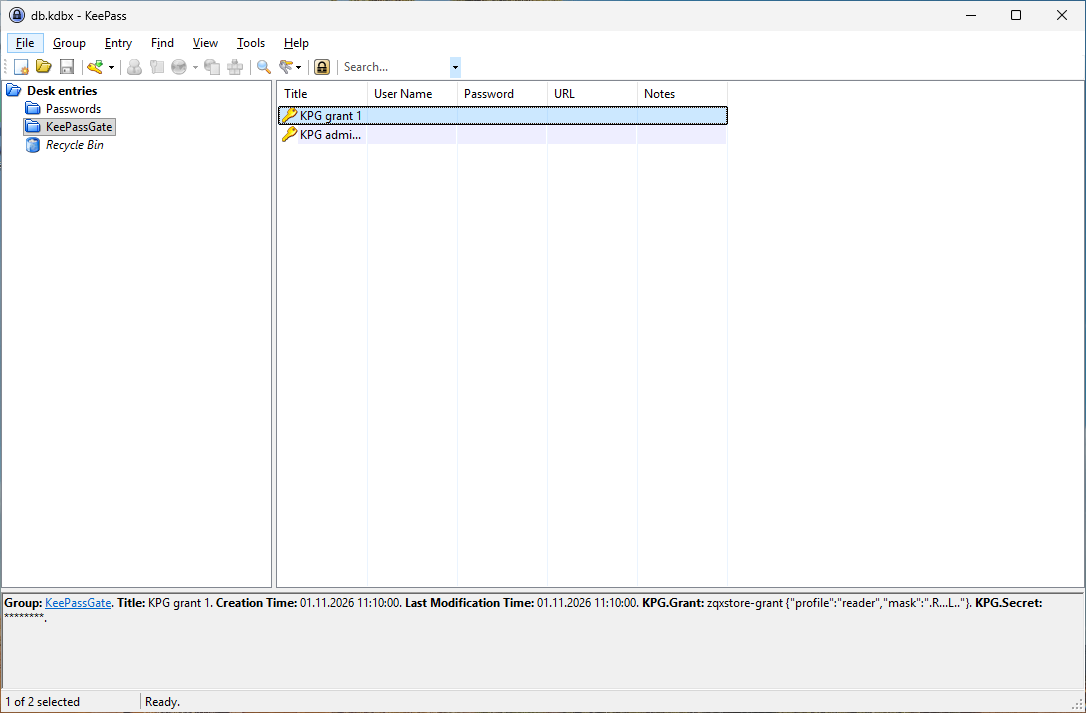 db.kdbx - KeePass
File Group Entry Find View Tools Help
Search...
Desk entries
Passwords
KeePassGate
Recycle Bin
Title User Name Password URL Notes
KPG grant 1
KPG admi...
Group: KeePassGate. Title: KPG grant 1. Creation Time: 01.11.2026 11:10:00. Last Modification Time: 01.11.2026 11:10:00. KPG.Grant: zqxstore-grant {"profile":"reader","mask":".R...L.."}. KPG.Secret:
********.
1 of 2 selected Ready.